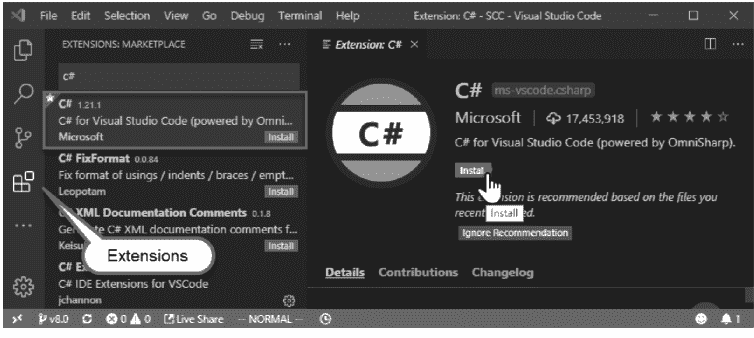 File Edit Selection View Go Debug Terminal Help Extension: C# - SCC - Visual Studio Code
EXTENSIONS: MARKETPLACE
Extension: C#
c#
C# 1.21.1
C# for Visual Studio Code (powered by Omni...
Microsoft Install
C# FixFormat 0.0.84
Fix format of usings / indents / braces / empt...
Leopotam Install
XML Documentation Comments 0.1.8
C# XML documentation comments f...
Install
Extensions
C#
C# IDE Extensions for VSCode
jchannon
C#
C# ms-vscode.csharp
Microsoft 17,453,918
C# for Visual Studio Code (powered by OmniSharp).
Install
This is recommended based on the files you
Install
Ignore Recommendation
Details Contributions Changelog
v8.0 0 0 Live Share -- NORMAL -- 1